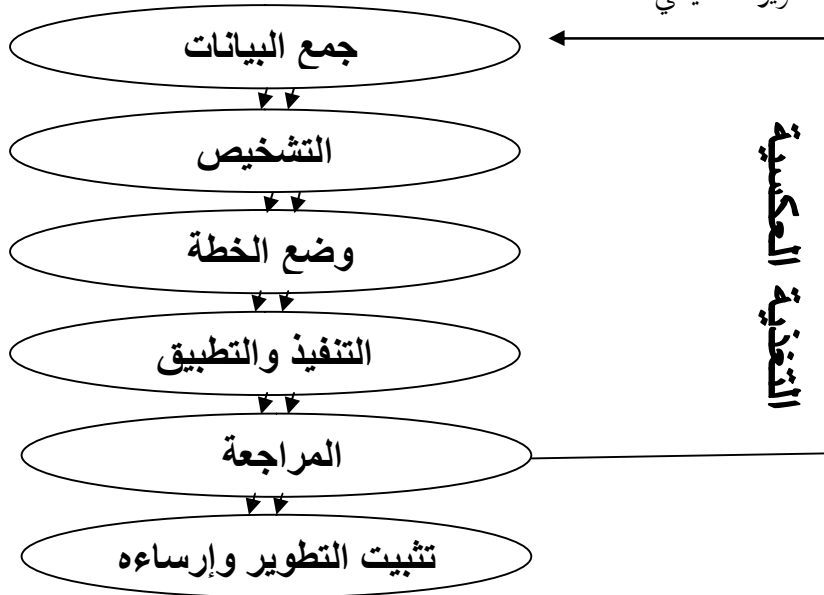 جمع البيانات
التشخيص
وضع الخطة
التنفيذ والتطبيق
المراجعة
تثبيت التطوير وإرساءه
التغذية العكسية